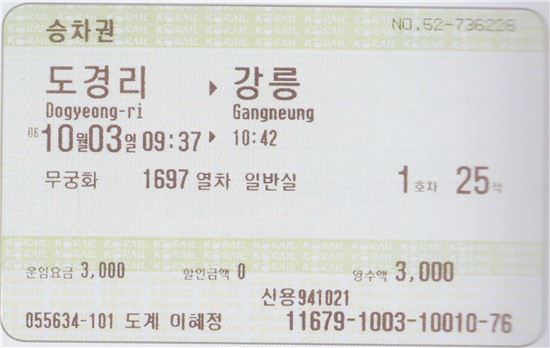 승차권 NO.52-736228
도경리 ▶ 강릉
Dogyeong-ri Gangneung
06 10월03일 09:37 ▶ 10:42
무궁화 1697 열차 일반실 1 호차 25 석
운임요금 3,000 할인금액 0 영수액 3,000
신용941021
055634-101 도계 이혜정 11679-1003-10010-76